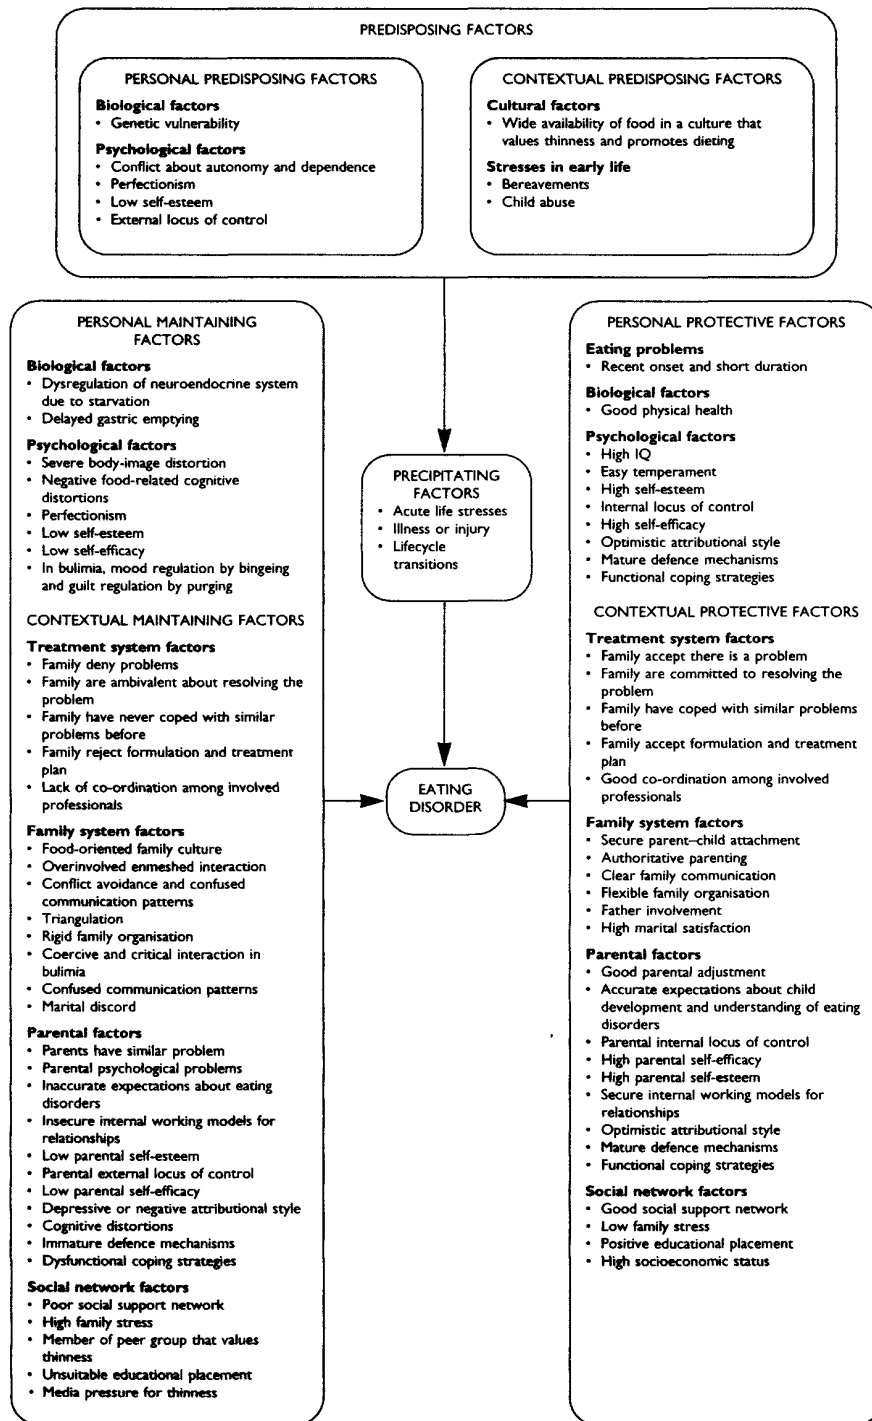 PREDISPOSING FACTORS
PERSONAL PREDISPOSING FACTORS
Biological factors
• Genetic vulnerability
Psychological factors
• Conflict about autonomy and dependence
• Perfectionism
• Low self-esteem
• External locus of control
CONTEXTUAL PREDISPOSING FACTORS
Cultural factors
• Wide availability of food in a culture that
values thinness and promotes dieting
Stresses in early life
• Bereavements
• Child abuse
PERSONAL MAINTAINING
FACTORS
Biological factors
• Dysregulation of neuroendocrine system
due to starvation
• Delayed gastric emptying
Psychological factors
• Severe body-image distortion
• Negative food-related cognitive
distortions
• Perfectionism
• Low self-esteem
• Low self-efficacy
• In bulimia, mood regulation by bingeing
and guilt regulation by purging
CONTEXTUAL MAINTAINING FACTORS
Treatment system factors
• Family deny problems
• Family are ambivalent about resolving the
problem
• Family have never coped with similar
problems before
• Family reject formulation and treatment
plan
• Lack of co-ordination among involved
professionals
Family system factors
• Food-oriented family culture
• Overinvolved enmeshed interaction
• Conflict avoidance and confused
communication patterns
• Triangulation
• Rigid family organisation
• Coercive and critical interaction in
bulimia
• Confused communication patterns
• Marital discord
Parental factors
• Parents have similar problem
• Parental psychological problems
• Inaccurate expectations about eating
disorders
• Insecure internal working models for
relationships
• Low parental self-esteem
• Parental external locus of control
• Low parental self-efficacy
• Depressive or negative attributional style
• Cognitive distortions
• Immature defence mechanisms
• Dysfunctional coping strategies
Social network factors
• Poor social support network
• High family stress
• Member of peer group that values
thinness
• Unsuitable educational placement
• Media pressure for thinness
PRECIPITATING
FACTORS
• Acute life stresses
• Illness or injury
• Lifecycle
transitions
EATING
DISORDER
PERSONAL PROTECTIVE FACTORS
Eating problems
• Recent onset and short duration
Biological factors
• Good physical health
Psychological factors
• High IQ
• Easy temperament
• High self-esteem
• Internal locus of control
• High self-efficacy
• Optimistic attributional style
• Mature defence mechanisms
• Functional coping strategies
CONTEXTUAL PROTECTIVE FACTORS
Treatment system factors
• Family accept there is a problem
• Family are committed to resolving the
problem
• Family have coped with similar problems
before
• Family accept formulation and treatment
plan
• Good co-ordination among involved
professionals
Family system factors
• Secure parent–child attachment
• Authoritative parenting
• Clear family communication
• Flexible family organisation
• Father involvement
• High marital satisfaction
Parental factors
• Good parental adjustment
• Accurate expectations about child
development and understanding of eating
disorders
• Parental internal locus of control
• High parental self-efficacy
• High parental self-esteem
• Secure internal working models for
relationships
• Optimistic attributional style
• Mature defence mechanisms
• Functional coping strategies
Social network factors
• Good social support network
• Low family stress
• Positive educational placement
• High socioeconomic status